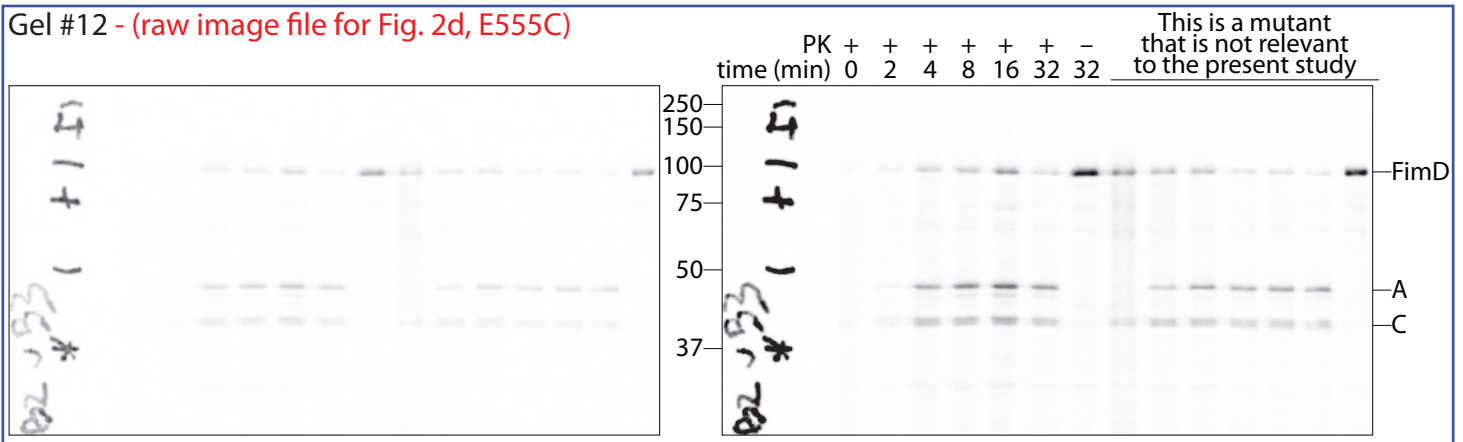 Gel #12 - (raw image file for Fig. 2d, E555C)
This is a mutant
that is not relevant
to the present study
PK + + + + + + –
time (min) 0 2 4 8 16 32 32
250
150
100
75
50
37
FimD
A
C